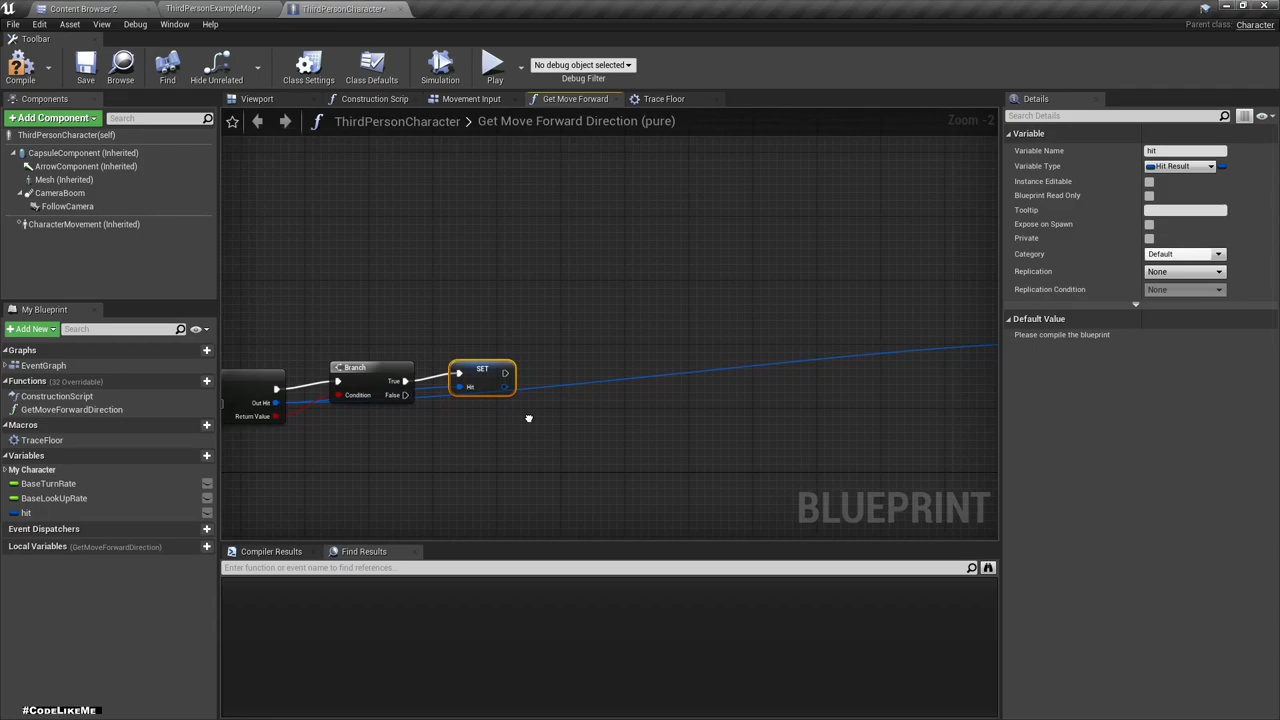 Content Browser 2
ThirdPersonExampleMap*
ThirdPersonCharacter*
File Edit Asset View Debug Window Help
Parent class: Character
Toolbar
Compile
Save
Browse
Find
Hide Unrelated
Class Settings
Class Defaults
Simulation
Play
No debug object selected
Debug Filter
Components
+ Add Component
Search
ThirdPersonCharacter(self)
CapsuleComponent (Inherited)
ArrowComponent (Inherited)
Mesh (Inherited)
CameraBoom
FollowCamera
CharacterMovement (Inherited)
My Blueprint
+ Add New
Search
Graphs
EventGraph
Functions (32 Overridable)
ConstructionScript
GetMoveForwardDirection
Macros
TraceFloor
Variables
My Character
BaseTurnRate
BaseLookUpRate
hit
Event Dispatchers
Local Variables (GetMoveForwardDirection)
Viewport
Construction Scrip
Movement Input
Get Move Forward
Trace Floor
ThirdPersonCharacter > Get Move Forward Direction (pure)
Zoom -2
Out Hit
Return Value
Branch
True
Condition
False
SET
Hit
BLUEPRINT
Compiler Results
Find Results
Enter function or event name to find references...
Details
Search Details
Variable
Variable Name hit
Variable Type Hit Result
Instance Editable
Blueprint Read Only
Tooltip
Expose on Spawn
Private
Category Default
Replication None
Replication Condition None
Default Value
Please compile the blueprint
#CODELIKEME